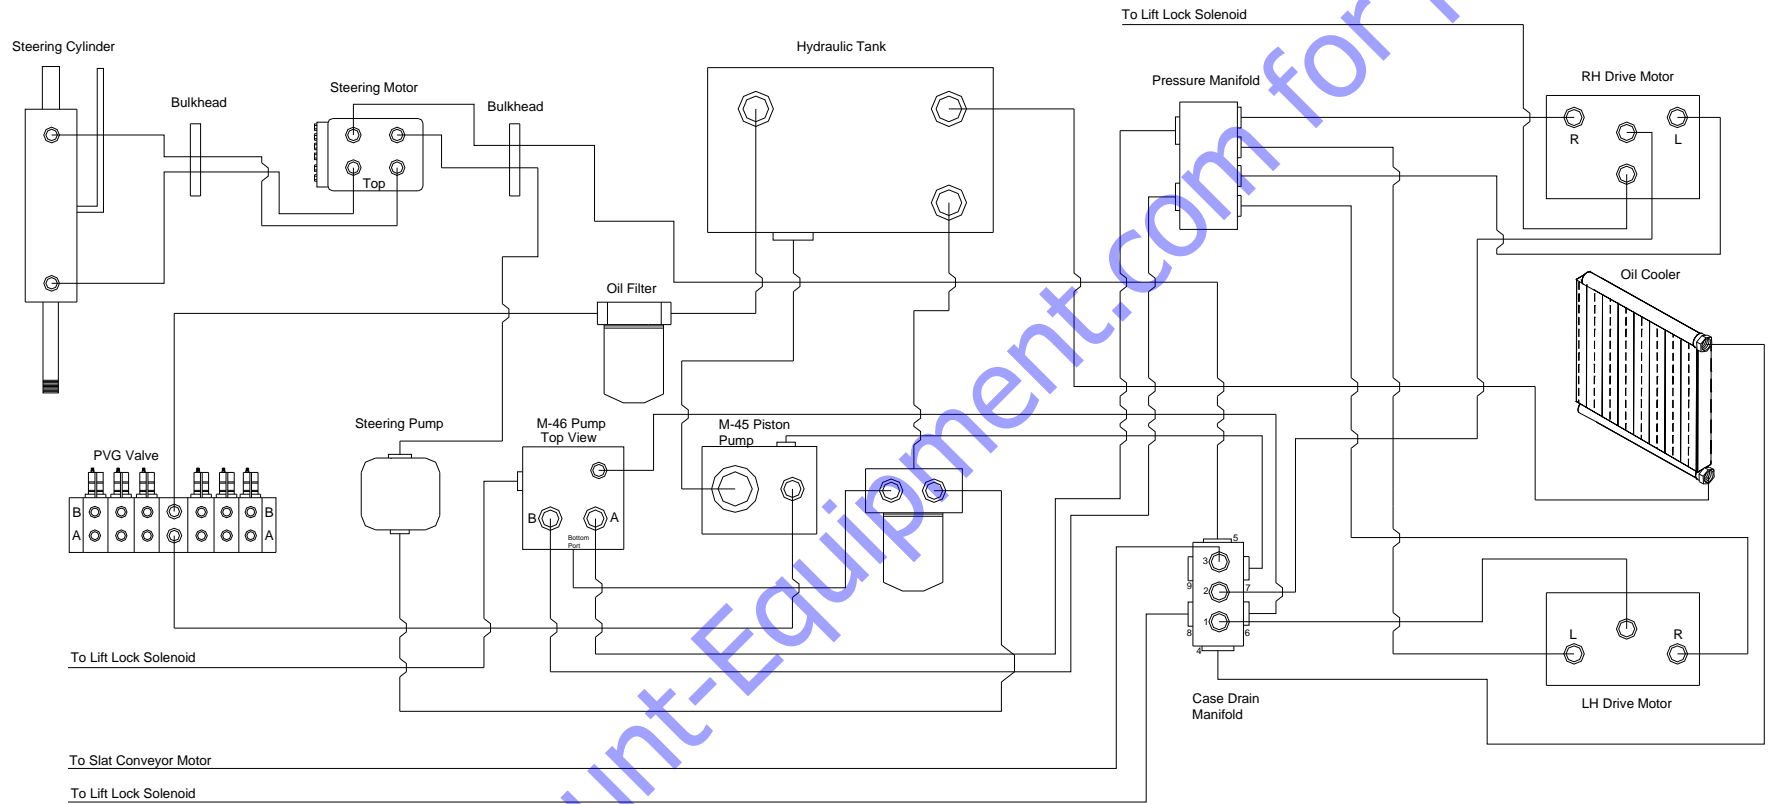 To Lift Lock Solenoid
Steering Cylinder
Hydraulic Tank
Steering Motor
Pressure Manifold
RH Drive Motor
Bulkhead
Bulkhead
R
L
Top
Oil Cooler
Oil Filter
Steering Pump
M-46 Pump
Top View
M-45 Piston
Pump
PVG Valve
B
B
A
A
B
A
Bottom
Port
5
3
9
7
2
1
8
6
4
L
R
To Lift Lock Solenoid
Case Drain
Manifold
LH Drive Motor
To Slat Conveyor Motor
To Lift Lock Solenoid
unt-Equipment.com for